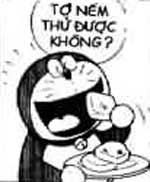 TỚ NẾM
THỬ ĐƯỢC
KHÔNG?